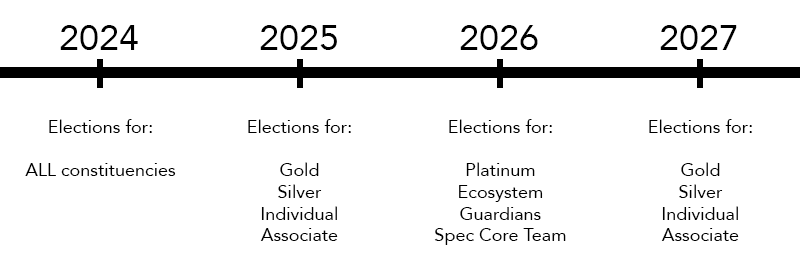 2024
2025
2026
2027
Elections for:
ALL constituencies
Elections for:
Gold
Silver
Individual
Associate
Elections for:
Platinum
Ecosystem
Guardians
Spec Core Team
Elections for:
Gold
Silver
Individual
Associate